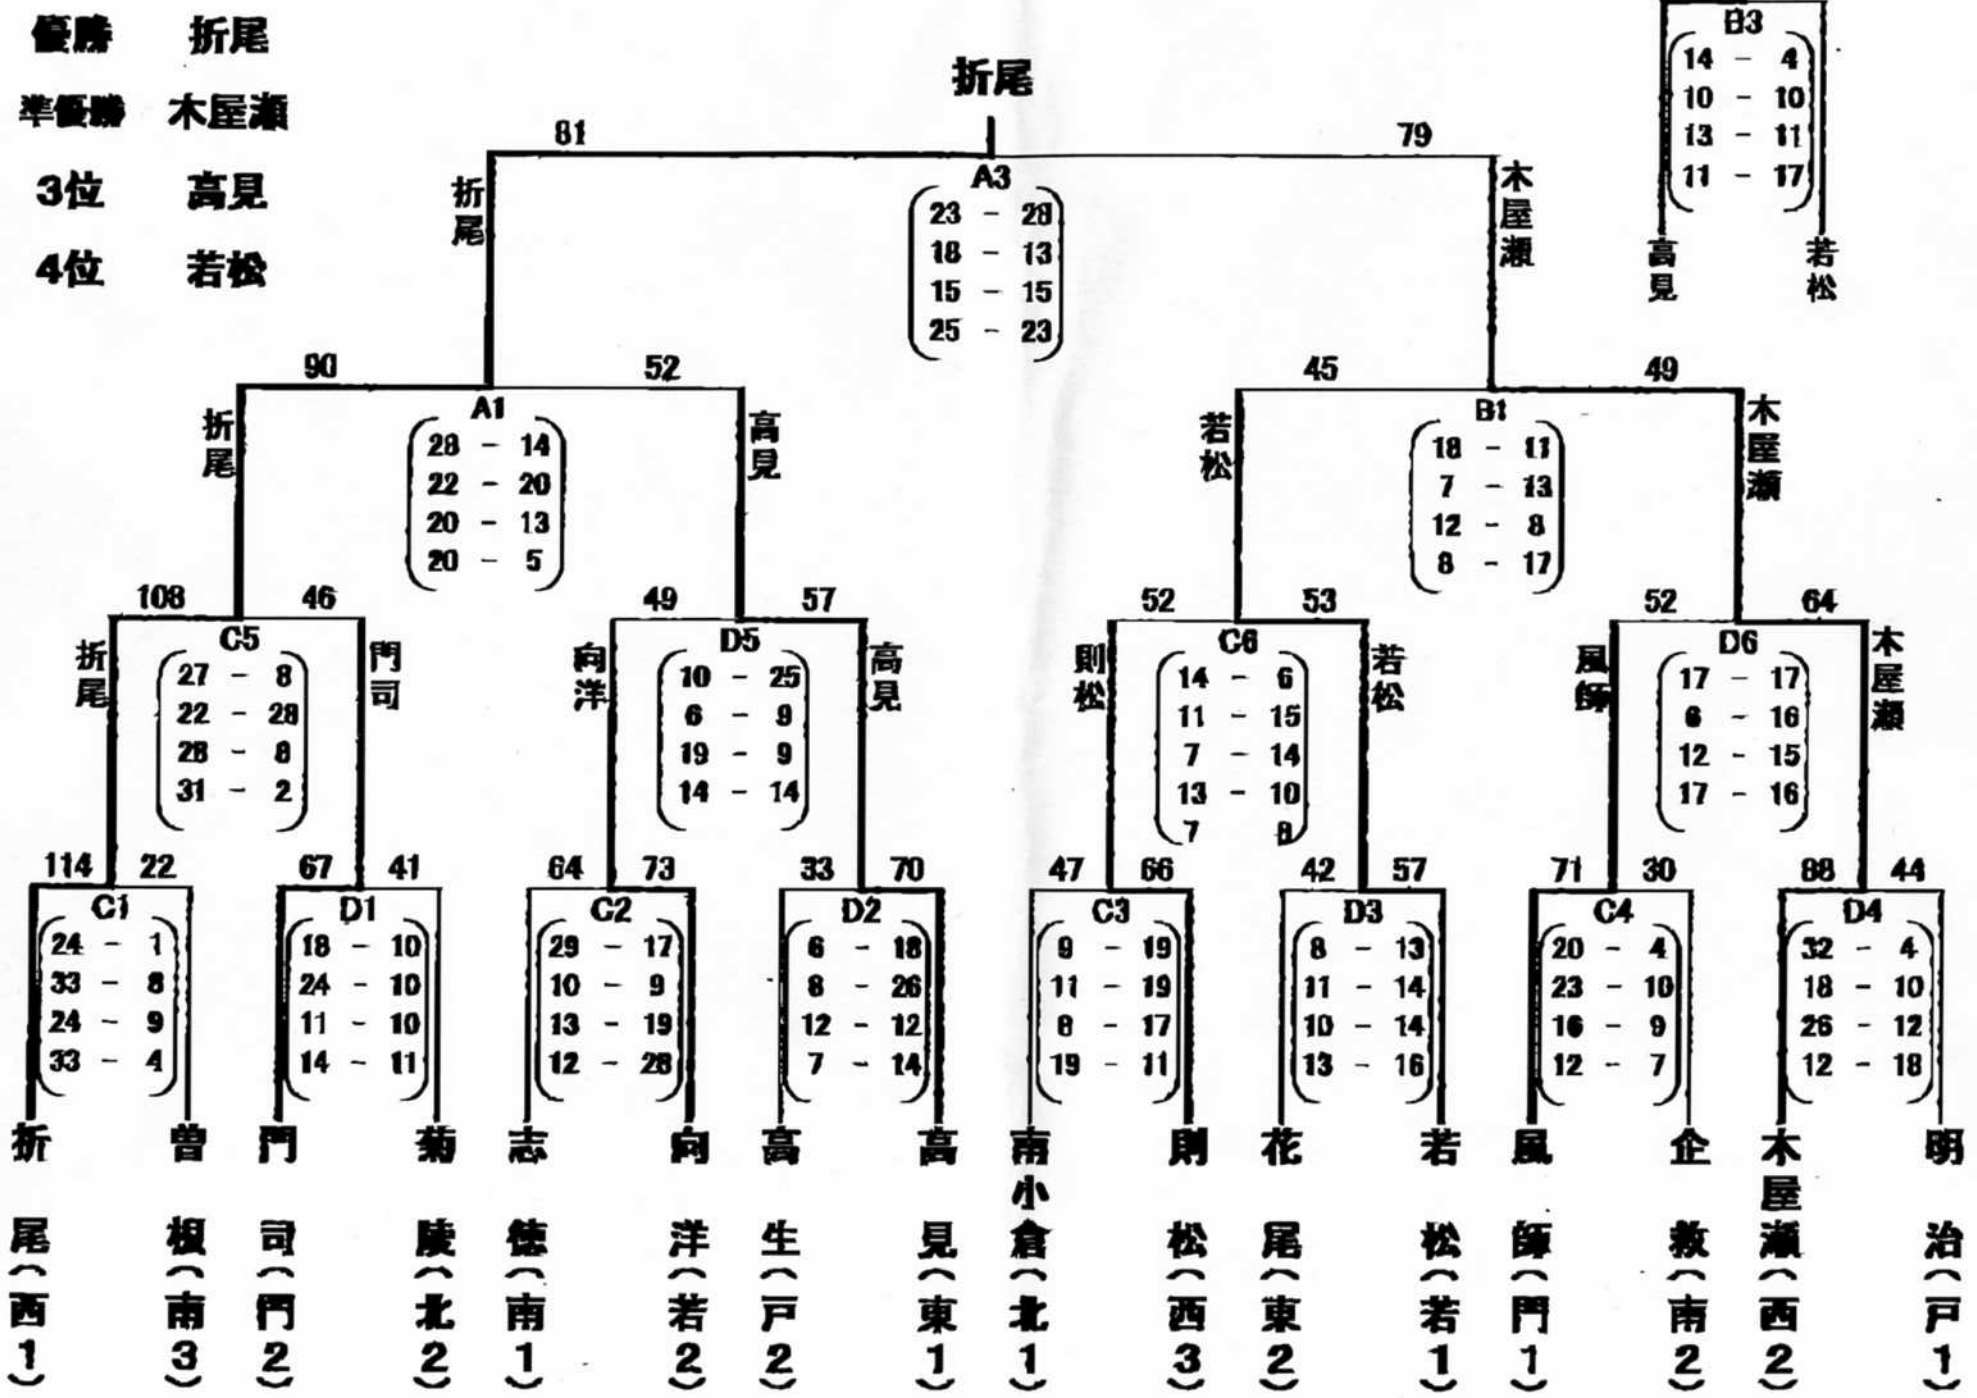 優勝 折尾
準優勝 木屋瀬
3位 高見
4位 若松
折尾
B3
14 - 4
10 - 10
13 - 11
11 - 17
高見 若松
81 79
折尾 木屋瀬
A3
23 - 28
18 - 13
15 - 15
25 - 23
90 52
折尾 高見
A1
28 - 14
22 - 20
20 - 13
20 - 5
45 49
若松 木屋瀬
B1
18 - 11
7 - 13
12 - 8
8 - 17
108 46
折尾 門司
C5
27 - 8
22 - 28
28 - 8
31 - 2
49 57
向洋 高見
D5
10 - 25
6 - 9
19 - 9
14 - 14
52 53
則松 若松
C6
14 - 6
11 - 15
7 - 14
13 - 10
7 8
52 64
風師 木屋瀬
D6
17 - 17
6 - 16
12 - 15
17 - 16
114 22
C1
24 - 1
33 - 8
24 - 9
33 - 4
67 41
D1
18 - 10
24 - 10
11 - 10
14 - 11
64 73
C2
29 - 17
10 - 9
13 - 19
12 - 28
33 70
D2
6 - 18
8 - 26
12 - 12
7 - 14
47 66
C3
9 - 19
11 - 19
8 - 17
19 - 11
42 57
D3
8 - 13
11 - 14
10 - 14
13 - 16
71 30
C4
20 - 4
23 - 10
16 - 9
12 - 7
88 44
D4
32 - 4
18 - 10
26 - 12
12 - 18
折尾(西1)
曽根(南3)
門司(門2)
菊陵(北2)
志徳(南1)
向洋(若2)
高生(戸2)
高見(東1)
南小倉(北1)
則松(西3)
花尾(東2)
若松(若1)
風師(門1)
企救(南2)
木屋瀬(西2)
明治(戸1)